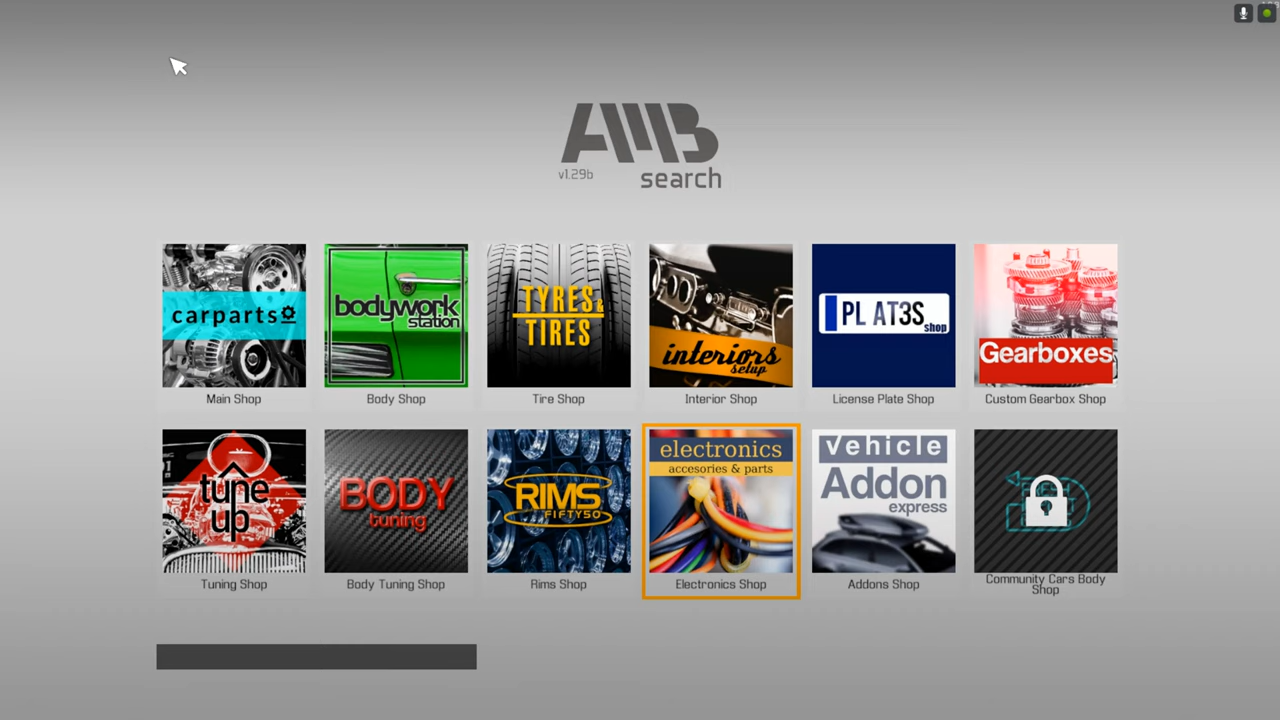 AMB
v1.29b
search
carparts
bodywork
station
TYRES&
TIRES
interiors
setup
PL AT3S
shop
Gearboxes
Main Shop
Body Shop
Tire Shop
Interior Shop
License Plate Shop
Custom Gearbox Shop
tune
up
BODY
tuning
RIMS
FIFTY50
electronics
accesories & parts
vehicle
Addon
express
Tuning Shop
Body Tuning Shop
Rims Shop
Electronics Shop
Addons Shop
Community Cars Body
Shop